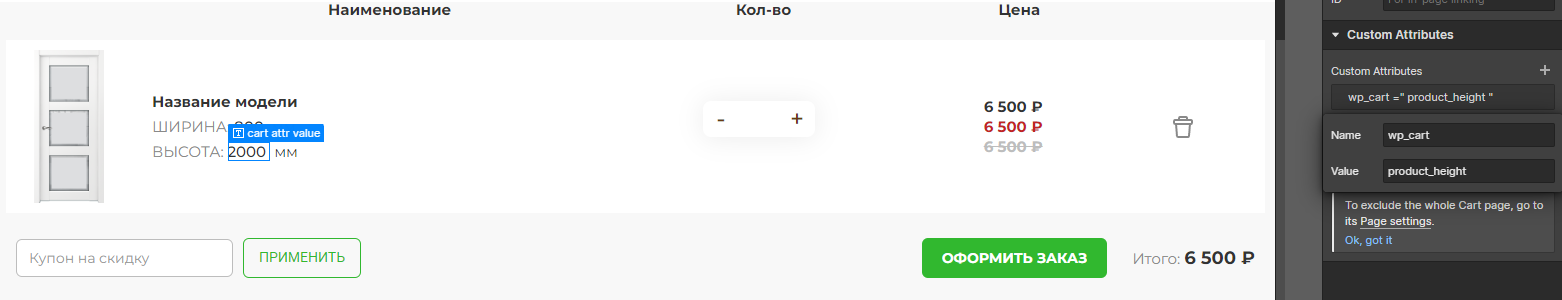 Наименование
Кол-во
Цена
Название модели
ШИРИНА:
cart attr value
ВЫСОТА: 2000 мм
- +
6 500 ₽
6 500 ₽
6 500 ₽
Купон на скидку
ПРИМЕНИТЬ
ОФОРМИТЬ ЗАКАЗ
Итого: 6 500 ₽
ID
For in-page linking
Custom Attributes
Custom Attributes +
wp_cart =" product_height "
Name wp_cart
Value product_height
To exclude the whole Cart page, go to
its Page settings.
Ok, got it